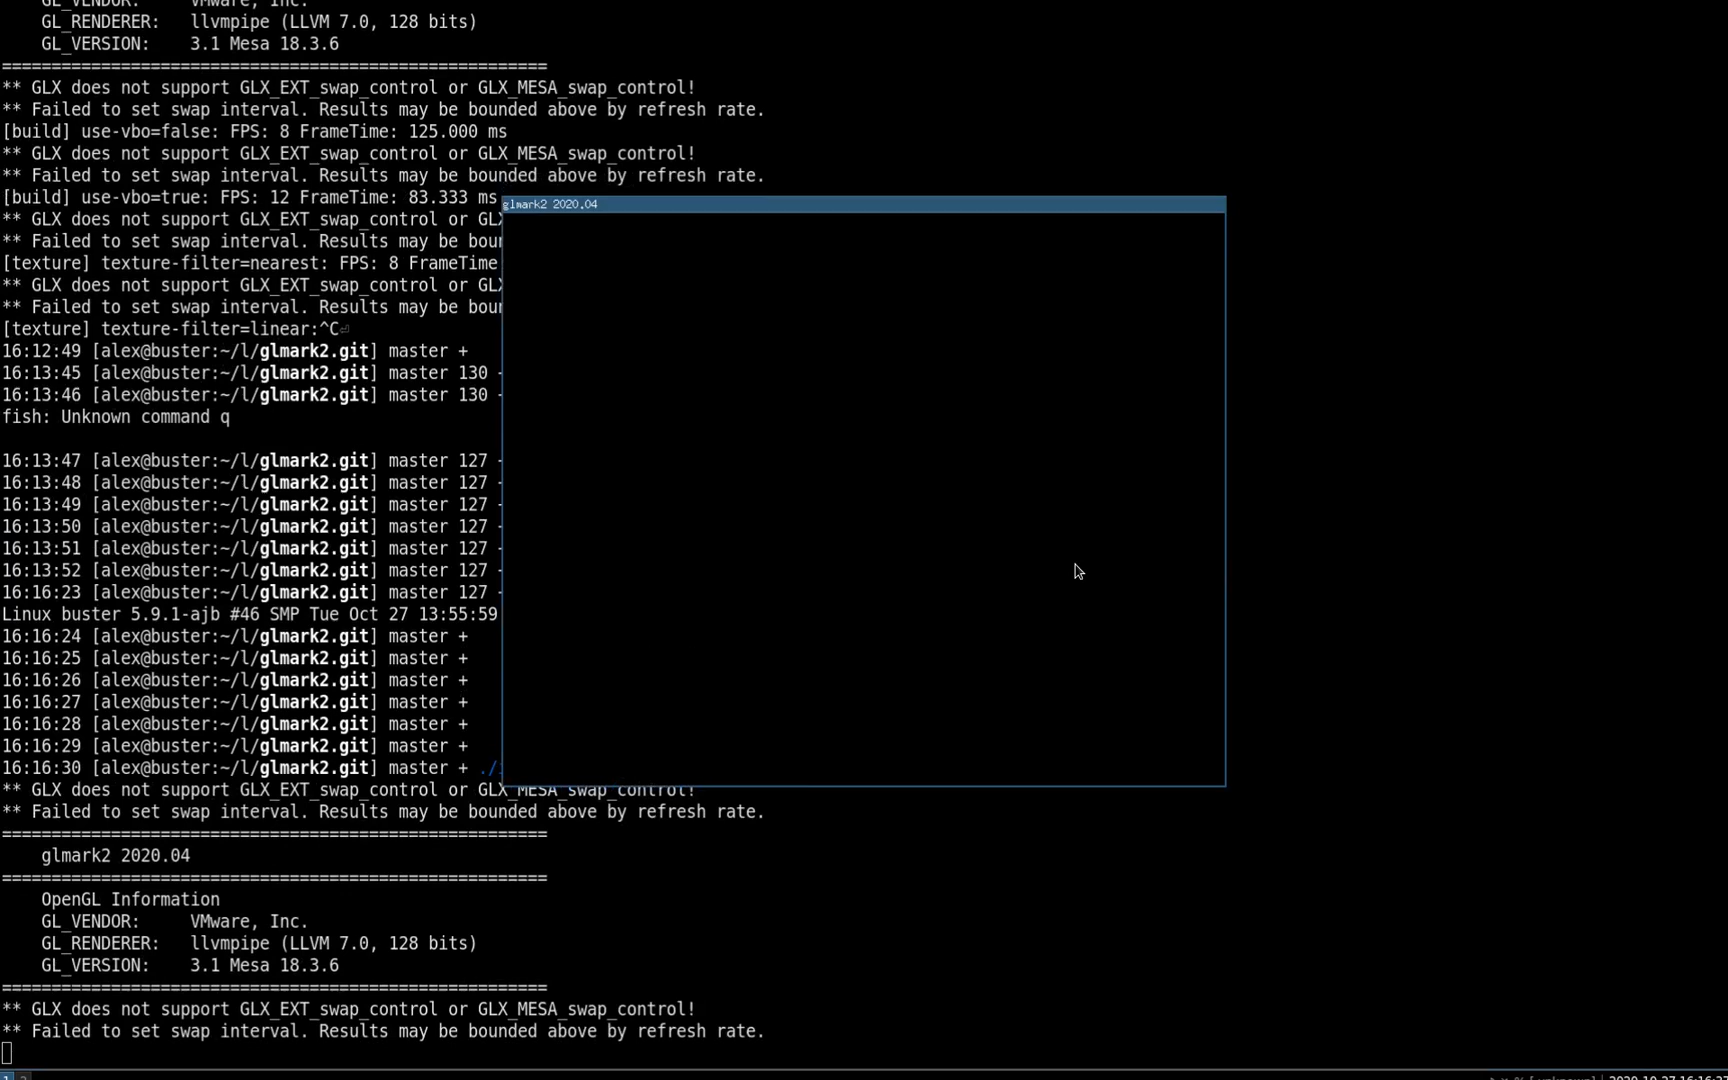 GL_VENDOR: VMware, Inc.
GL_RENDERER: llvmpipe (LLVM 7.0, 128 bits)
GL_VERSION: 3.1 Mesa 18.3.6
=======================================================
** GLX does not support GLX_EXT_swap_control or GLX_MESA_swap_control!
** Failed to set swap interval. Results may be bounded above by refresh rate.
[build] use-vbo=false: FPS: 8 FrameTime: 125.000 ms
** GLX does not support GLX_EXT_swap_control or GLX_MESA_swap_control!
** Failed to set swap interval. Results may be bounded above by refresh rate.
[build] use-vbo=true: FPS: 12 FrameTime: 83.333 ms
glmark2 2020.04
** GLX does not support GLX_EXT_swap_control or GLX
** Failed to set swap interval. Results may be boun
[texture] texture-filter=nearest: FPS: 8 FrameTime
** GLX does not support GLX_EXT_swap_control or GLX
** Failed to set swap interval. Results may be boun
[texture] texture-filter=linear:^C⏎
16:12:49 [alex@buster:~/l/glmark2.git] master +
16:13:45 [alex@buster:~/l/glmark2.git] master 130 -
16:13:46 [alex@buster:~/l/glmark2.git] master 130 -
fish: Unknown command q
16:13:47 [alex@buster:~/l/glmark2.git] master 127 -
16:13:48 [alex@buster:~/l/glmark2.git] master 127 -
16:13:49 [alex@buster:~/l/glmark2.git] master 127 -
16:13:50 [alex@buster:~/l/glmark2.git] master 127 -
16:13:51 [alex@buster:~/l/glmark2.git] master 127 -
16:13:52 [alex@buster:~/l/glmark2.git] master 127 -
16:16:23 [alex@buster:~/l/glmark2.git] master 127 -
Linux buster 5.9.1-ajb #46 SMP Tue Oct 27 13:55:59
16:16:24 [alex@buster:~/l/glmark2.git] master +
16:16:25 [alex@buster:~/l/glmark2.git] master +
16:16:26 [alex@buster:~/l/glmark2.git] master +
16:16:27 [alex@buster:~/l/glmark2.git] master +
16:16:28 [alex@buster:~/l/glmark2.git] master +
16:16:29 [alex@buster:~/l/glmark2.git] master +
16:16:30 [alex@buster:~/l/glmark2.git] master + ./
** GLX does not support GLX_EXT_swap_control or GLX_MESA_swap_control!
** Failed to set swap interval. Results may be bounded above by refresh rate.
=======================================================
glmark2 2020.04
=======================================================
OpenGL Information
GL_VENDOR: VMware, Inc.
GL_RENDERER: llvmpipe (LLVM 7.0, 128 bits)
GL_VERSION: 3.1 Mesa 18.3.6
=======================================================
** GLX does not support GLX_EXT_swap_control or GLX_MESA_swap_control!
** Failed to set swap interval. Results may be bounded above by refresh rate.